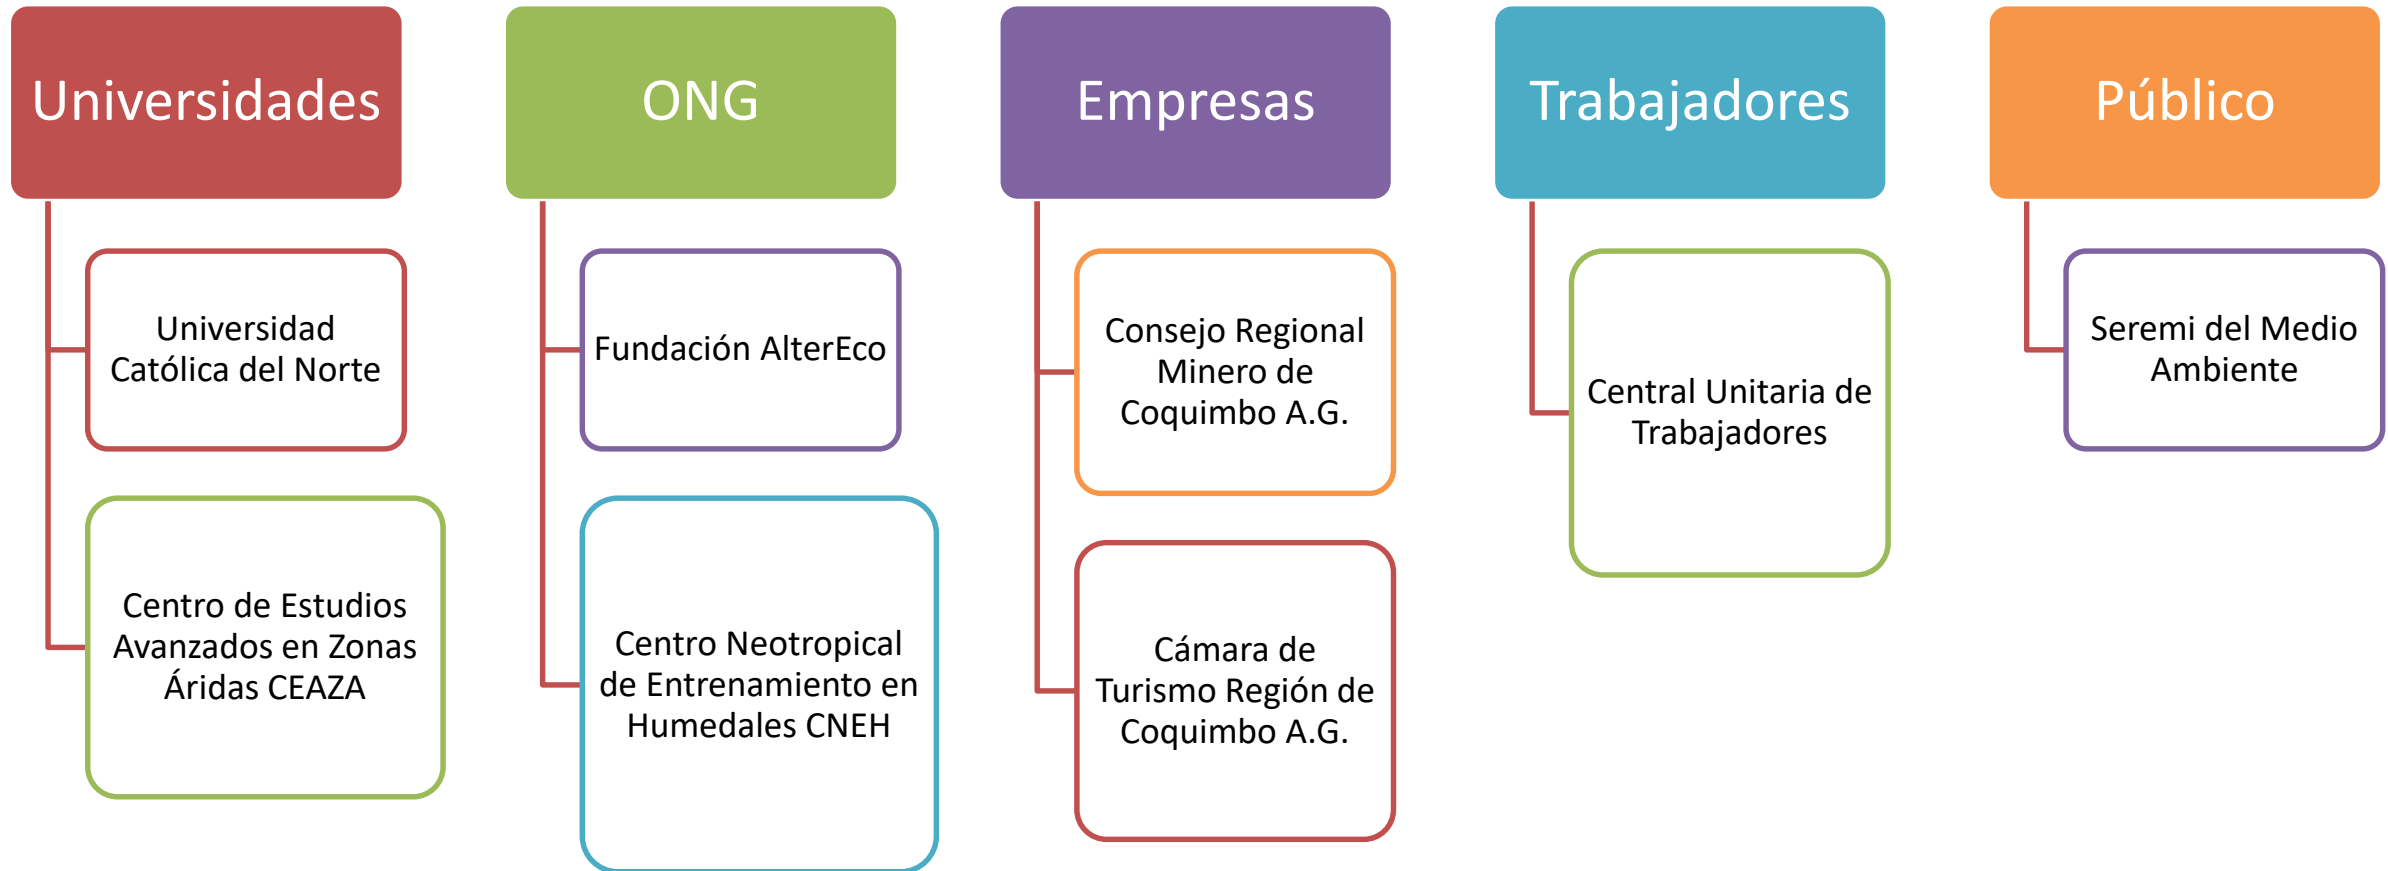 Universidades
Universidad
Católica del Norte
Centro de Estudios
Avanzados en Zonas
Áridas CEAZA
ONG
Fundación AlterEco
Centro Neotropical
de Entrenamiento en
Humedales CNEH
Empresas
Consejo Regional
Minero de
Coquimbo A.G.
Cámara de
Turismo Región de
Coquimbo A.G.
Trabajadores
Central Unitaria de
Trabajadores
Público
Seremi del Medio
Ambiente